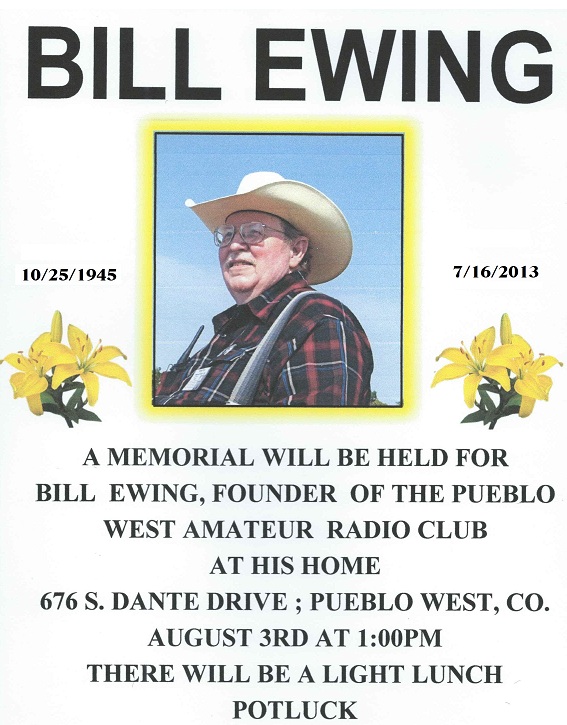 BILL EWING
10/25/1945
7/16/2013
A MEMORIAL WILL BE HELD FOR
BILL EWING, FOUNDER OF THE PUEBLO
WEST AMATEUR RADIO CLUB
AT HIS HOME
676 S. DANTE DRIVE ; PUEBLO WEST, CO.
AUGUST 3RD AT 1:00PM
THERE WILL BE A LIGHT LUNCH
POTLUCK